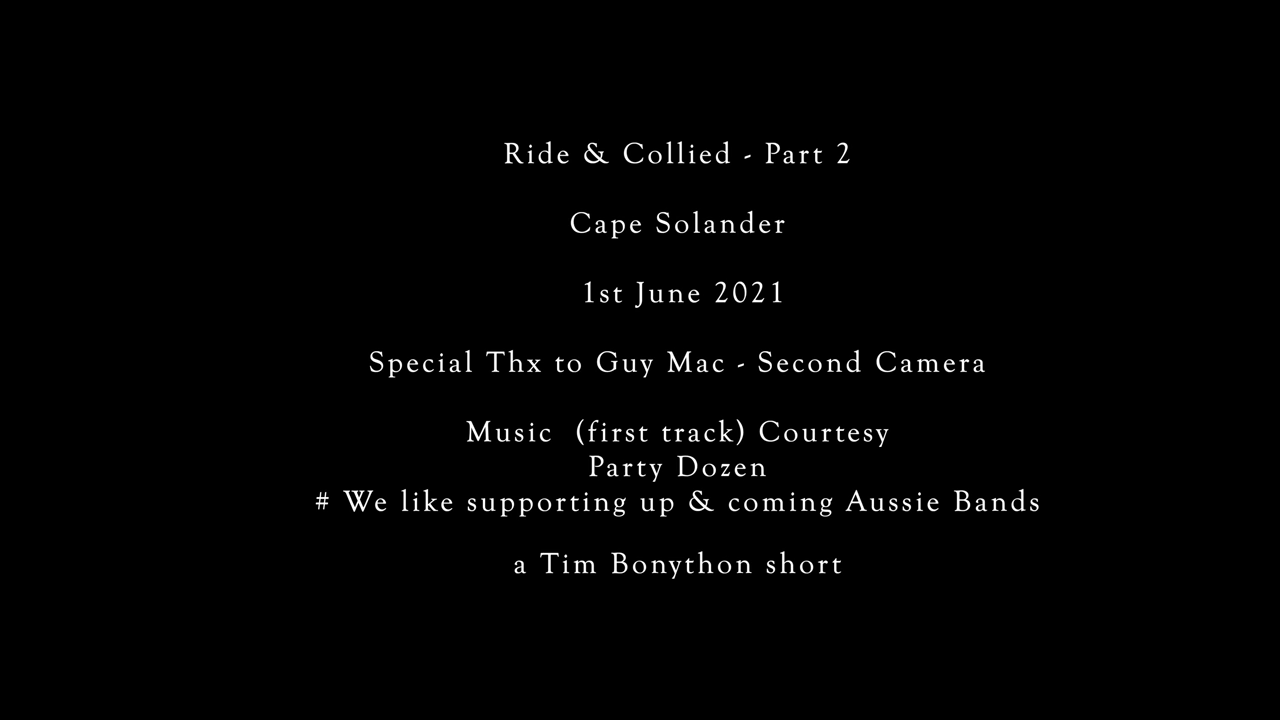 Ride & Collied - Part 2
Cape Solander
1st June 2021
Special Thx to Guy Mac - Second Camera
Music  (first track) Courtesy
Party Dozen
# We like supporting up & coming Aussie Bands
a Tim Bonython short